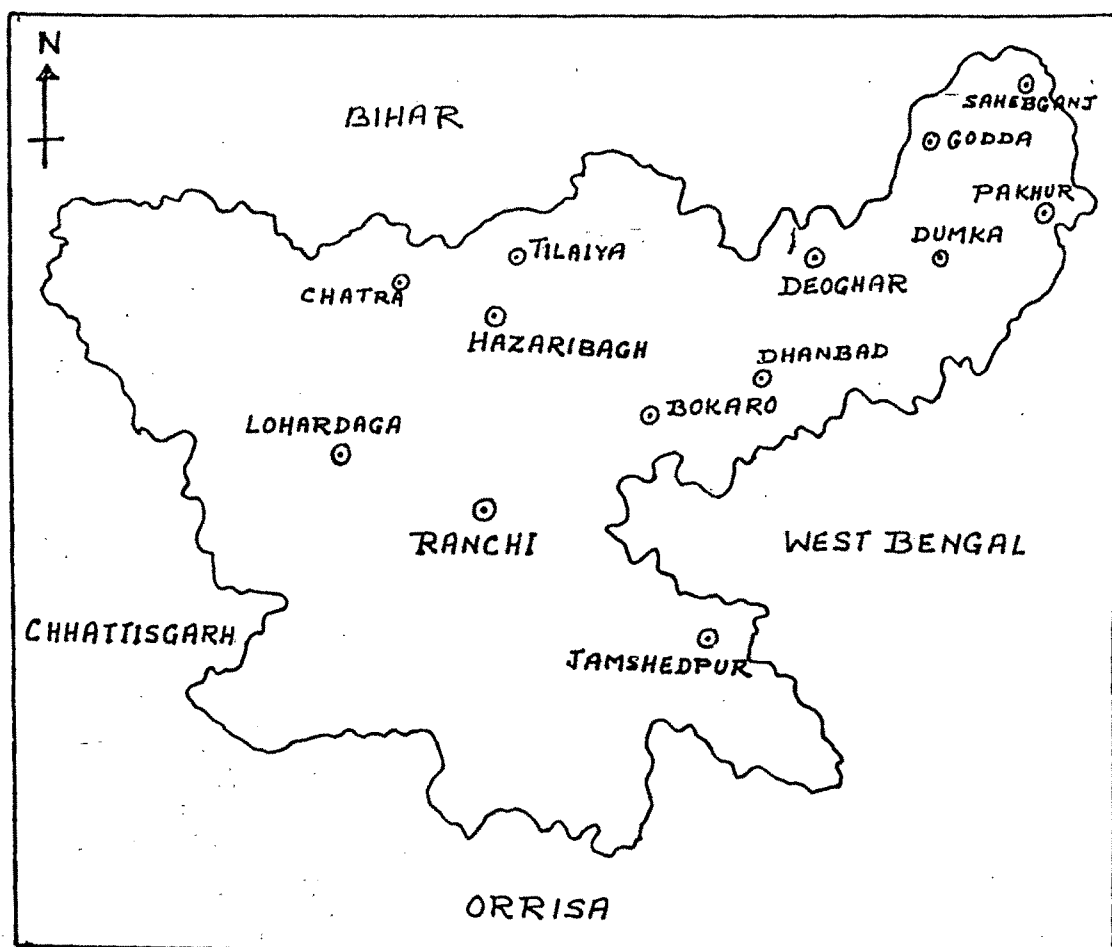 N
BIHAR
SAHEBGANJ
GODDA
PAKHUR
DUMKA
TILAIYA
DEOGHAR
CHATRA
HAZARIBAGH
DHANBAD
BOKARO
LOHARDAGA
RANCHI
WEST BENGAL
CHHATTISGARH
JAMSHEDPUR
ORRISA